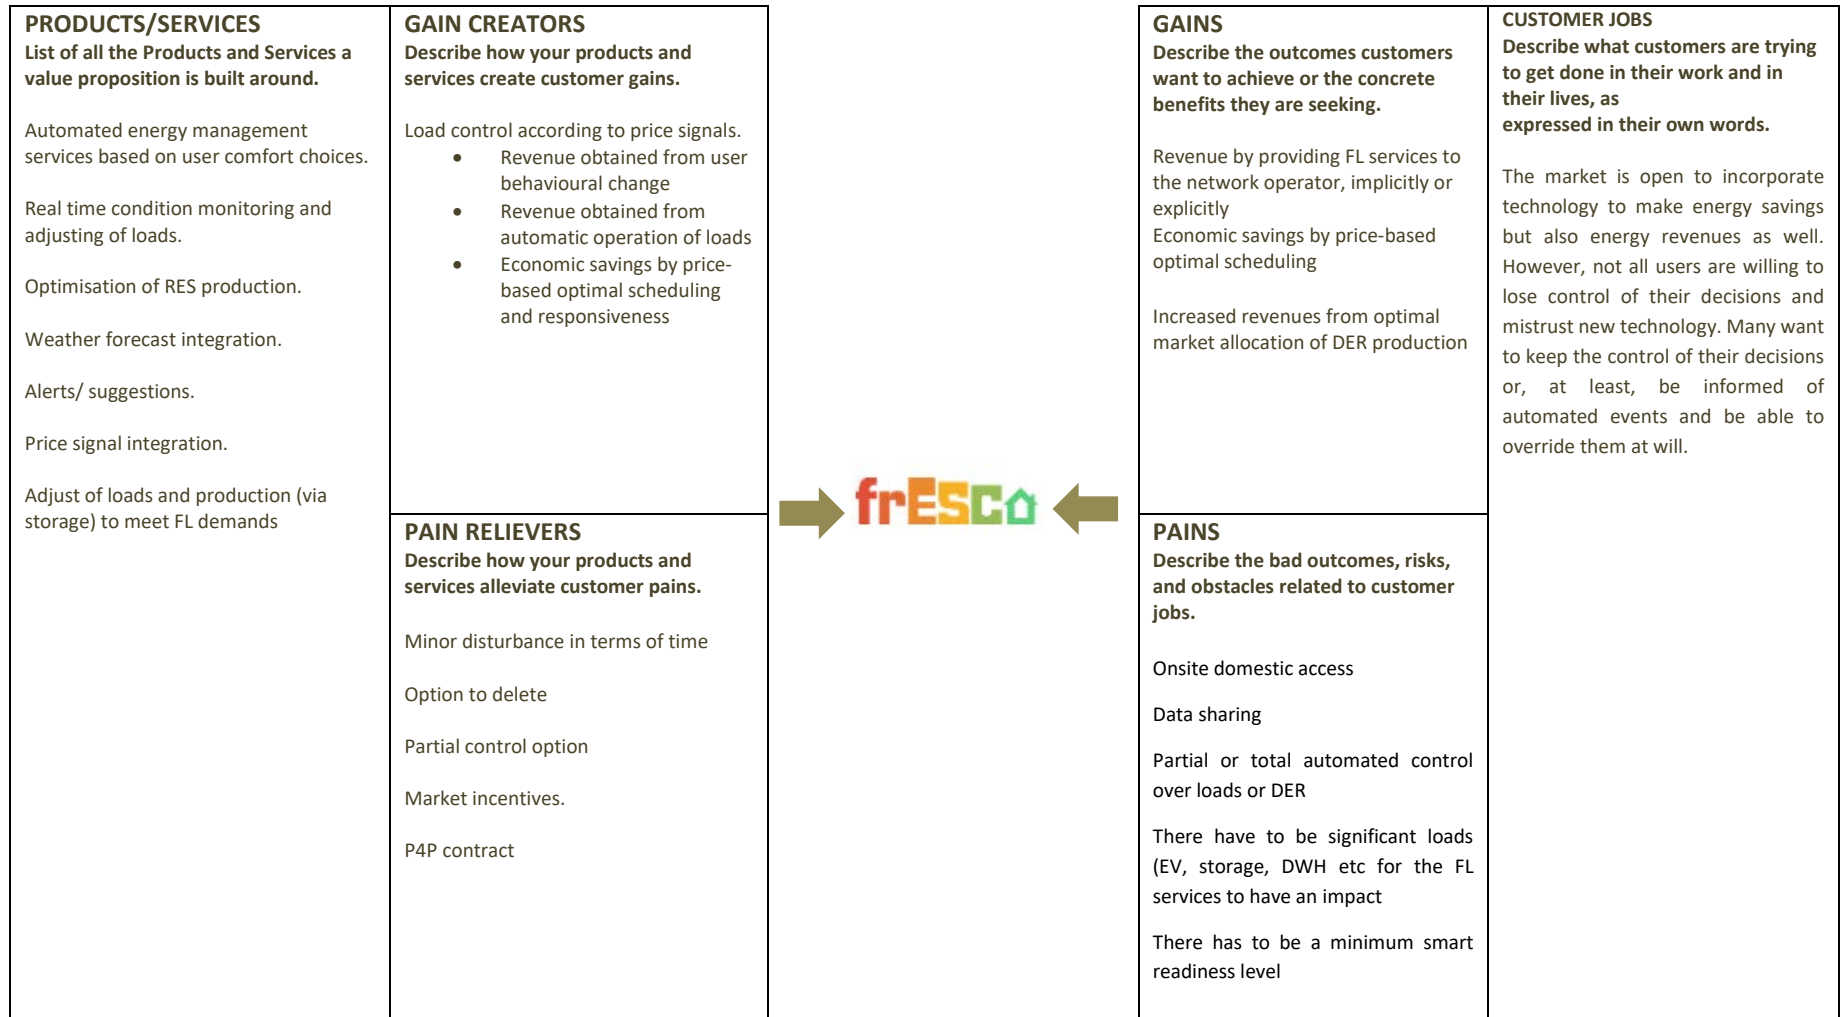 PRODUCTS/SERVICES
List of all the Products and Services a
value proposition is built around.
Automated energy management
services based on user comfort choices.
Real time condition monitoring and
adjusting of loads.
Optimisation of RES production.
Weather forecast integration.
Alerts/ suggestions.
Price signal integration.
Adjust of loads and production (via
storage) to meet FL demands
GAIN CREATORS
Describe how your products and
services create customer gains.
Load control according to price signals.
• Revenue obtained from user
behavioural change
• Revenue obtained from
automatic operation of loads
• Economic savings by price-
based optimal scheduling
and responsiveness
PAIN RELIEVERS
Describe how your products and
services alleviate customer pains.
Minor disturbance in terms of time
Option to delete
Partial control option
Market incentives.
P4P contract
frESCo
GAINS
Describe the outcomes customers
want to achieve or the concrete
benefits they are seeking.
Revenue by providing FL services to
the network operator, implicitly or
explicitly
Economic savings by price-based
optimal scheduling
Increased revenues from optimal
market allocation of DER production
PAINS
Describe the bad outcomes, risks,
and obstacles related to customer
jobs.
Onsite domestic access
Data sharing
Partial or total automated control
over loads or DER
There have to be significant loads
(EV, storage, DWH etc for the FL
services to have an impact
There has to be a minimum smart
readiness level
CUSTOMER JOBS
Describe what customers are trying
to get done in their work and in
their lives, as
expressed in their own words.
The market is open to incorporate
technology to make energy savings
but also energy revenues as well.
However, not all users are willing to
lose control of their decisions and
mistrust new technology. Many want
to keep the control of their decisions
or, at least, be informed of
automated events and be able to
override them at will.